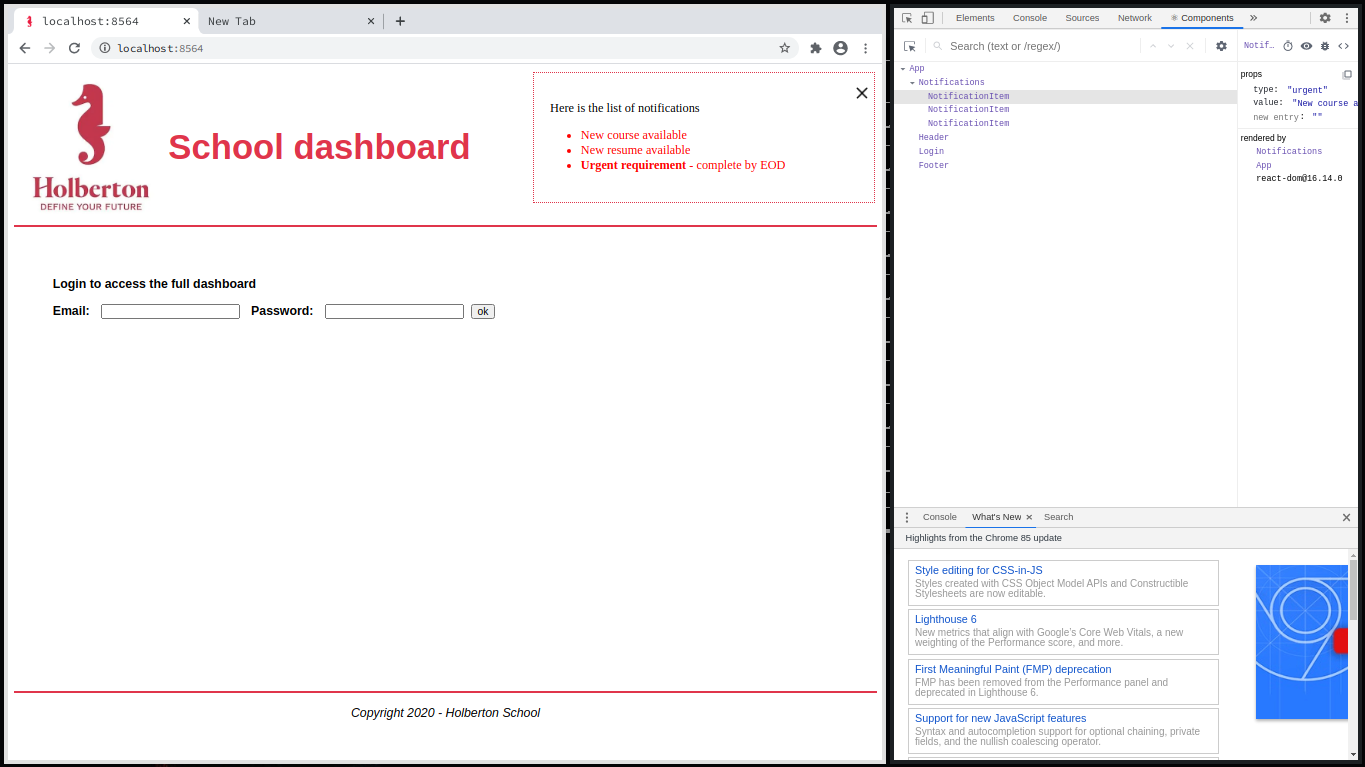 localhost:8564
New Tab
localhost:8564
Holberton
DEFINE YOUR FUTURE
School dashboard
Here is the list of notifications
New course available
New resume available
Urgent requirement - complete by EOD
Login to access the full dashboard
Email:
Password:
ok
Copyright 2020 - Holberton School
Elements
Console
Sources
Network
Components
Search (text or /regex/)
App
Notifications
NotificationItem
NotificationItem
NotificationItem
Header
Login
Footer
Notif…
props
type: "urgent"
value: "New course a
new entry: ""
rendered by
Notifications
App
react-dom@16.14.0
Console
What's New
Search
Highlights from the Chrome 85 update
Style editing for CSS-in-JS
Styles created with CSS Object Model APIs and Constructible
Stylesheets are now editable.
Lighthouse 6
New metrics that align with Google's Core Web Vitals, a new
weighting of the Performance score, and more.
First Meaningful Paint (FMP) deprecation
FMP has been removed from the Performance panel and
deprecated in Lighthouse 6.
Support for new JavaScript features
Syntax and autocompletion support for optional chaining, private
fields, and the nullish coalescing operator.